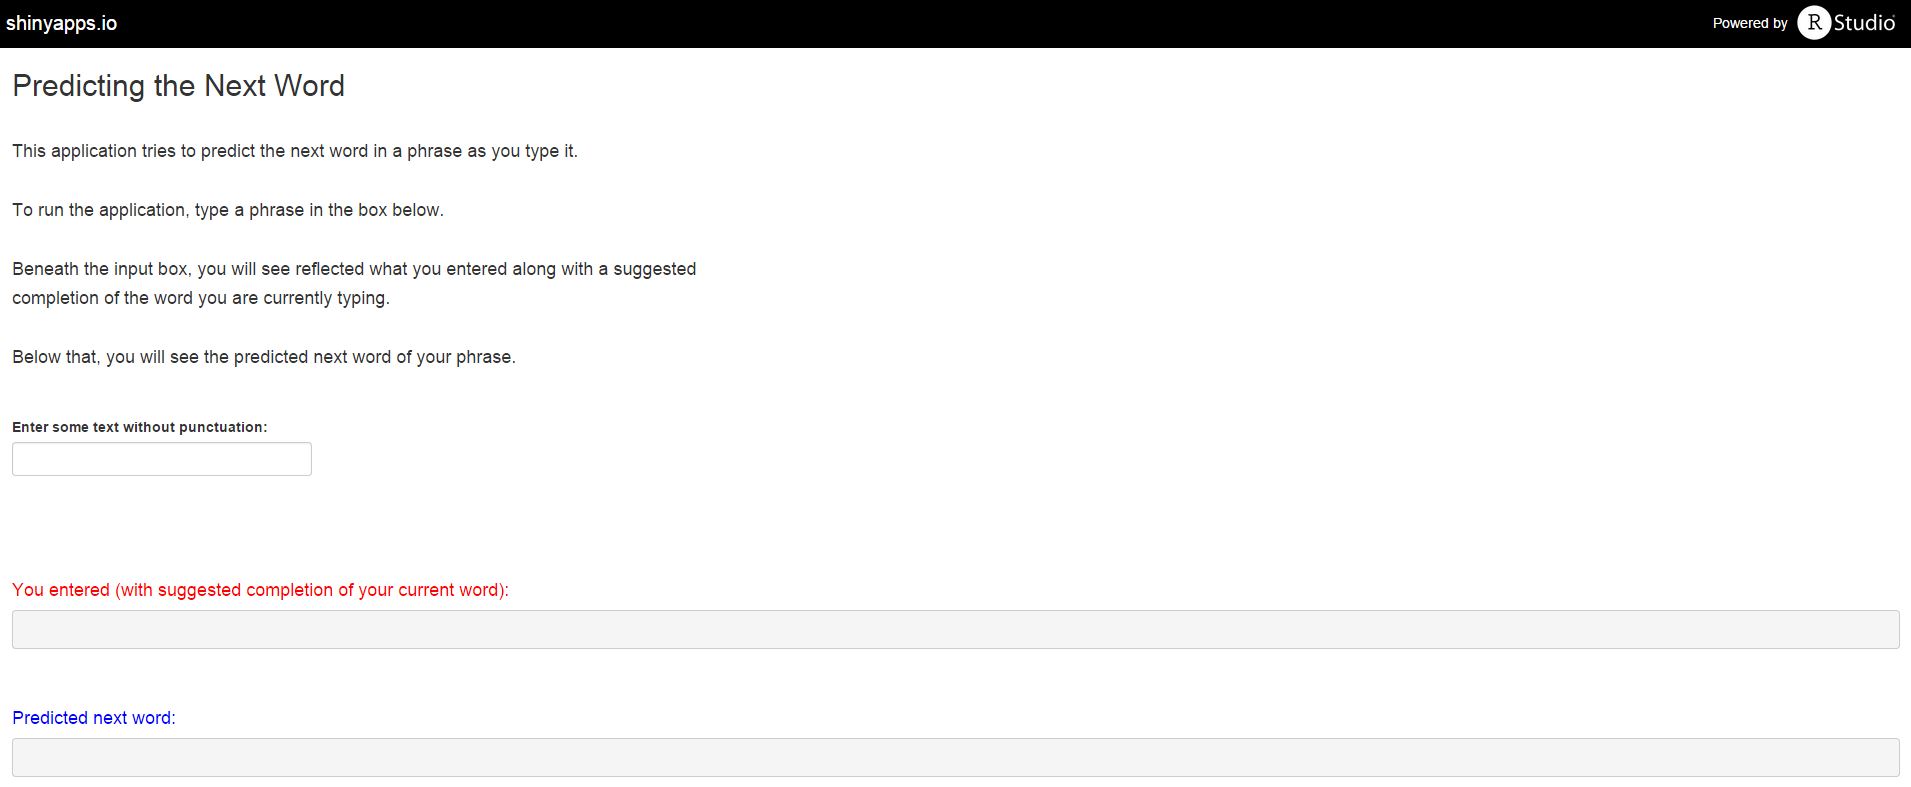 shinyapps.io
Powered by R Studio
Predicting the Next Word
This application tries to predict the next word in a phrase as you type it.
To run the application, type a phrase in the box below.
Beneath the input box, you will see reflected what you entered along with a suggested
completion of the word you are currently typing.
Below that, you will see the predicted next word of your phrase.
Enter some text without punctuation:
You entered (with suggested completion of your current word):
Predicted next word: